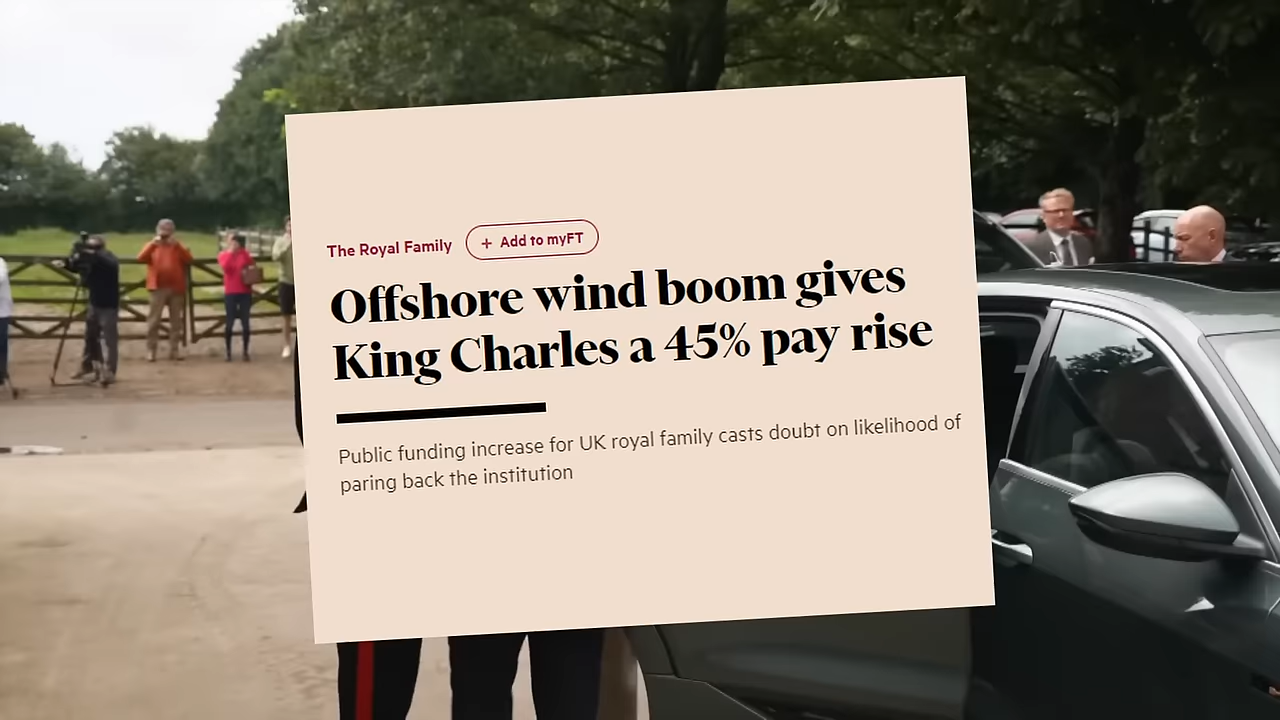 The Royal Family + Add to myFT
Offshore wind boom gives
King Charles a 45% pay rise
Public funding increase for UK royal family casts doubt on likelihood of
paring back the institution